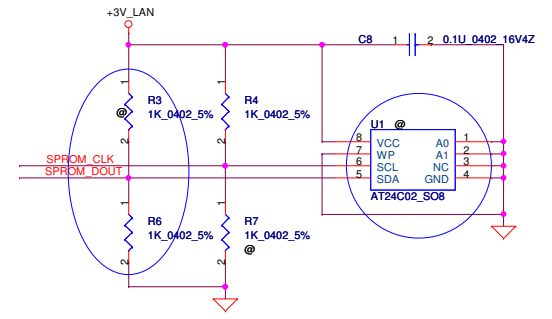 +3V_LAN
C8 1 2 0.1U_0402_16V4Z
1 1
R3 R4
@ 1K_0402_5% 1K_0402_5%
2 2
U1 @
8 VCC A0 1
7 WP A1 2
6 SCL NC 3
5 SDA GND 4
AT24C02_SO8
SPROM_CLK
SPROM_DOUT
1 1
R6 R7
1K_0402_5% 1K_0402_5%
@
2 2